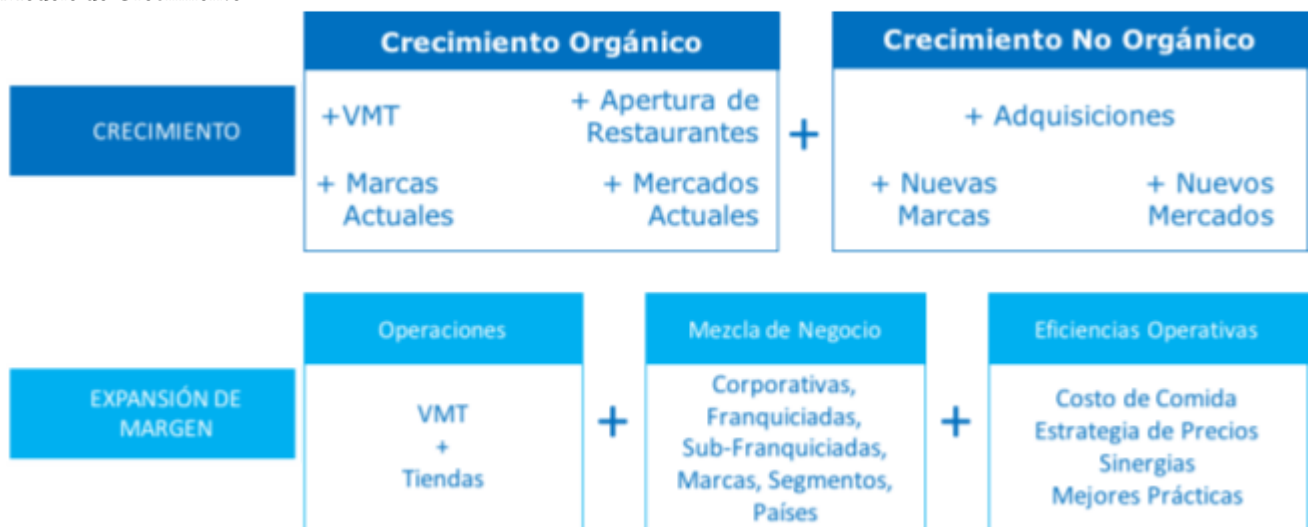 Crecimiento Orgánico
Crecimiento No Orgánico
CRECIMIENTO
+VMT
+ Apertura de
Restaurantes
+ Marcas
Actuales
+ Mercados
Actuales
+
+ Adquisiciones
+ Nuevas
Marcas
+ Nuevos
Mercados
EXPANSIÓN DE
MARGEN
Operaciones
VMT
+
Tiendas
+
Mezcla de Negocio
Corporativas,
Franquiciadas,
Sub-Franquiciadas,
Marcas, Segmentos,
Países
+
Eficiencias Operativas
Costo de Comida
Estrategia de Precios
Sinergias
Mejores Prácticas